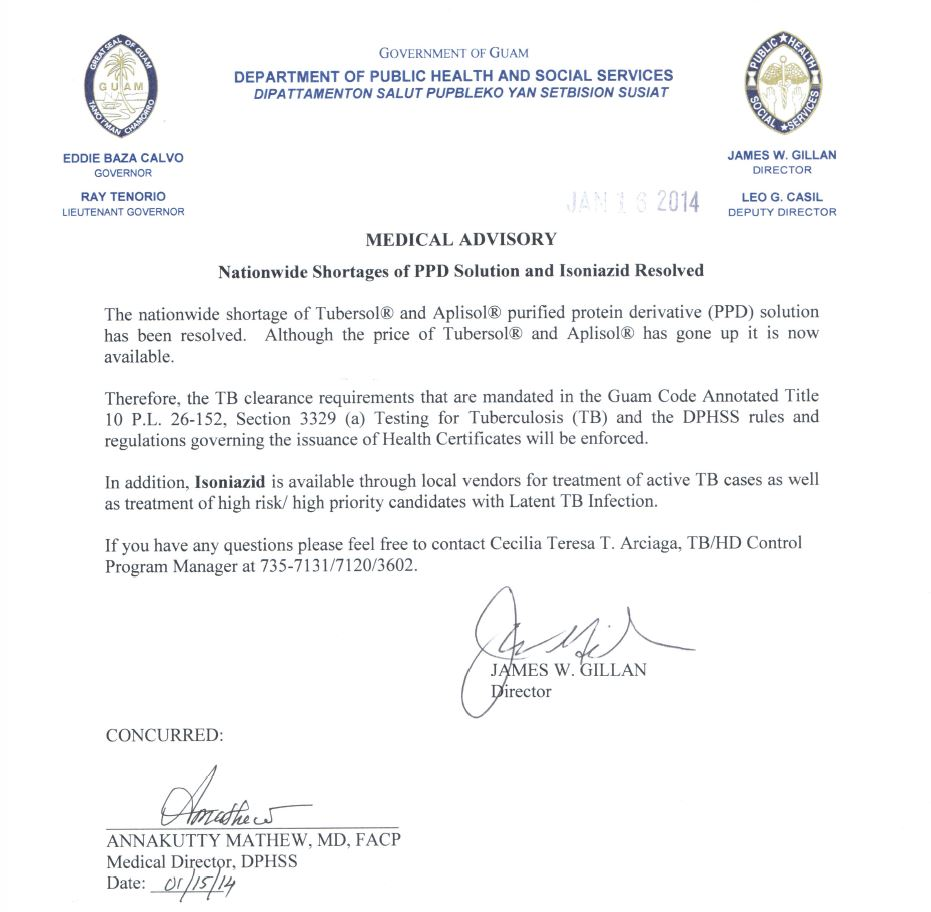 GREAT SEAL OF GUAM
GUAM
TANO I'MAN CHAMORRO
PUBLIC HEALTH
SOCIAL SERVICES
GOVERNMENT OF GUAM
DEPARTMENT OF PUBLIC HEALTH AND SOCIAL SERVICES
DIPATTAMENTON SALUT PUPBLEKO YAN SETBISION SUSIAT
EDDIE BAZA CALVO
GOVERNOR
RAY TENORIO
LIEUTENANT GOVERNOR
JAMES W. GILLAN
DIRECTOR
LEO G. CASIL
DEPUTY DIRECTOR
JAN 16 2014
MEDICAL ADVISORY
Nationwide Shortages of PPD Solution and Isoniazid Resolved
The nationwide shortage of Tubersol® and Aplisol® purified protein derivative (PPD) solution
has been resolved. Although the price of Tubersol® and Aplisol® has gone up it is now
available.
Therefore, the TB clearance requirements that are mandated in the Guam Code Annotated Title
10 P.L. 26-152, Section 3329 (a) Testing for Tuberculosis (TB) and the DPHSS rules and
regulations governing the issuance of Health Certificates will be enforced.
In addition, Isoniazid is available through local vendors for treatment of active TB cases as well
as treatment of high risk/ high priority candidates with Latent TB Infection.
If you have any questions please feel free to contact Cecilia Teresa T. Arciaga, TB/HD Control
Program Manager at 735-7131/7120/3602.
JAMES W. GILLAN
Director
CONCURRED:
Amathew
ANNAKUTTY MATHEW, MD, FACP
Medical Director, DPHSS
Date: 01/15/14